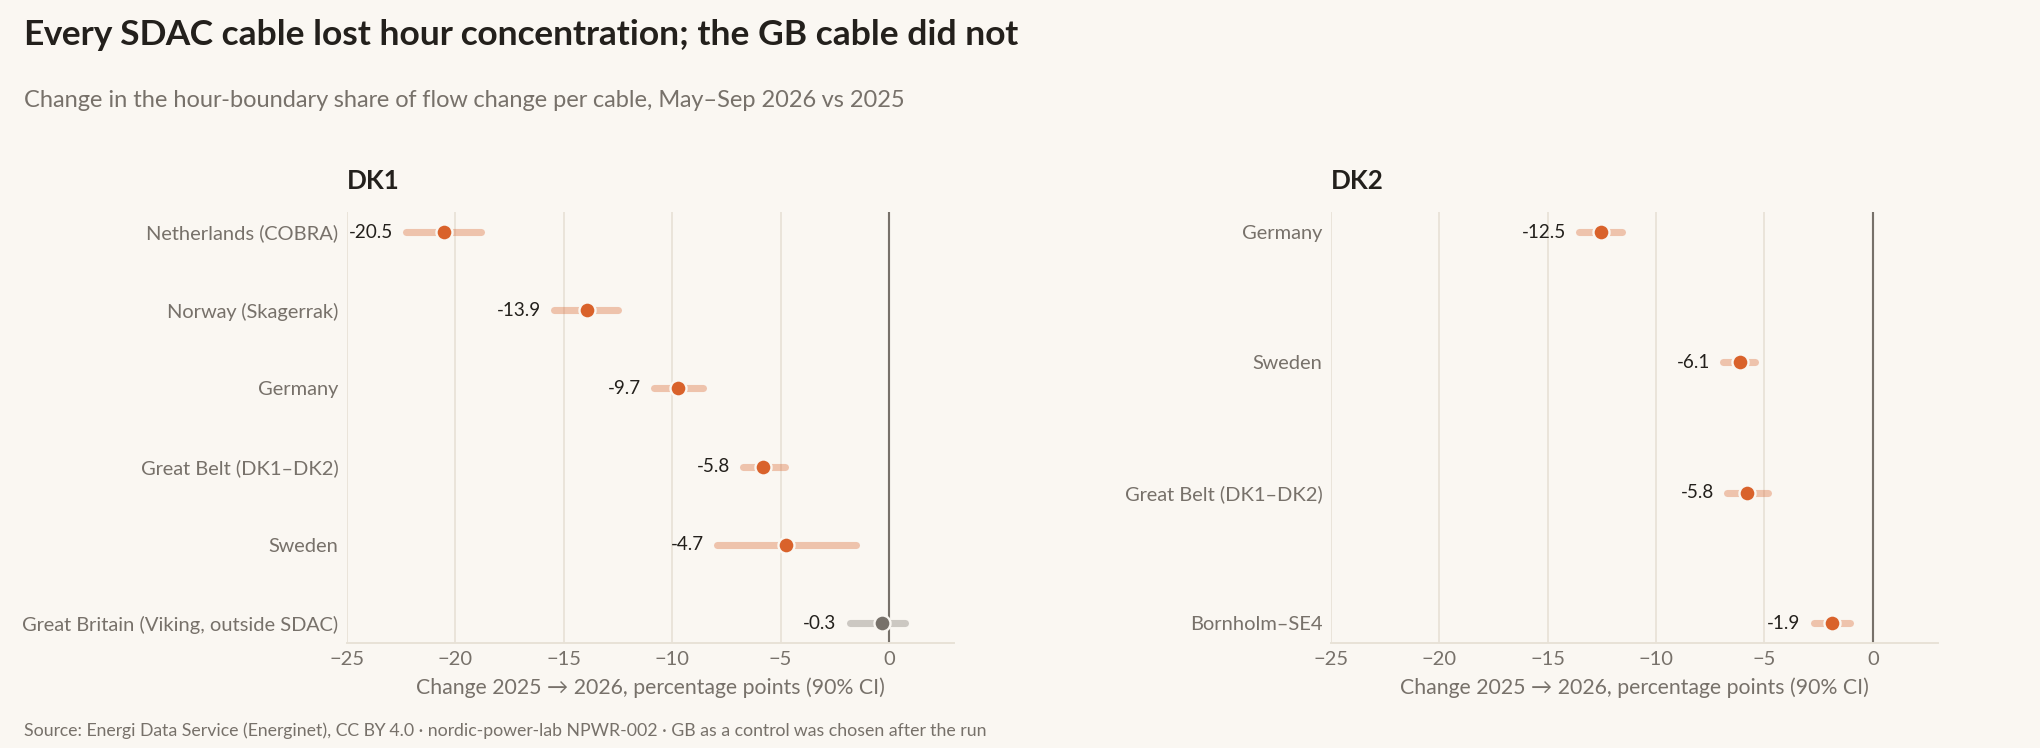 Every SDAC cable lost hour concentration; the GB cable did not
Change in the hour-boundary share of flow change per cable, May–Sep 2026 vs 2025
DK1
Netherlands (COBRA)
-20.5
Norway (Skagerrak)
-13.9
Germany
-9.7
Great Belt (DK1–DK2)
-5.8
Sweden
-4.7
Great Britain (Viking, outside SDAC)
-0.3
−25 −20 −15 −10 −5 0
Change 2025 → 2026, percentage points (90% CI)
DK2
Germany
-12.5
Sweden
-6.1
Great Belt (DK1–DK2)
-5.8
Bornholm–SE4
-1.9
−25 −20 −15 −10 −5 0
Change 2025 → 2026, percentage points (90% CI)
Source: Energi Data Service (Energinet), CC BY 4.0 · nordic-power-lab NPWR-002 · GB as a control was chosen after the run